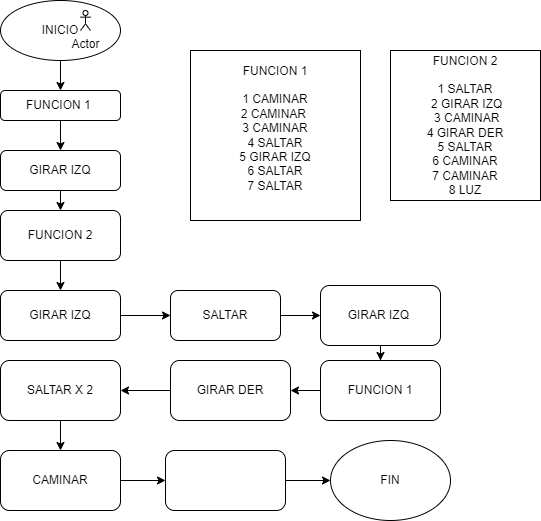 INICIO
Actor
FUNCION 1
GIRAR IZQ
FUNCION 2
GIRAR IZQ
SALTAR
GIRAR IZQ
FUNCION 1
GIRAR DER
SALTAR X 2
CAMINAR
FIN
FUNCION 1
1 CAMINAR
2 CAMINAR
3 CAMINAR
4 SALTAR
5 GIRAR IZQ
6 SALTAR
7 SALTAR
FUNCION 2
1 SALTAR
2 GIRAR IZQ
3 CAMINAR
4 GIRAR DER
5 SALTAR
6 CAMINAR
7 CAMINAR
8 LUZ